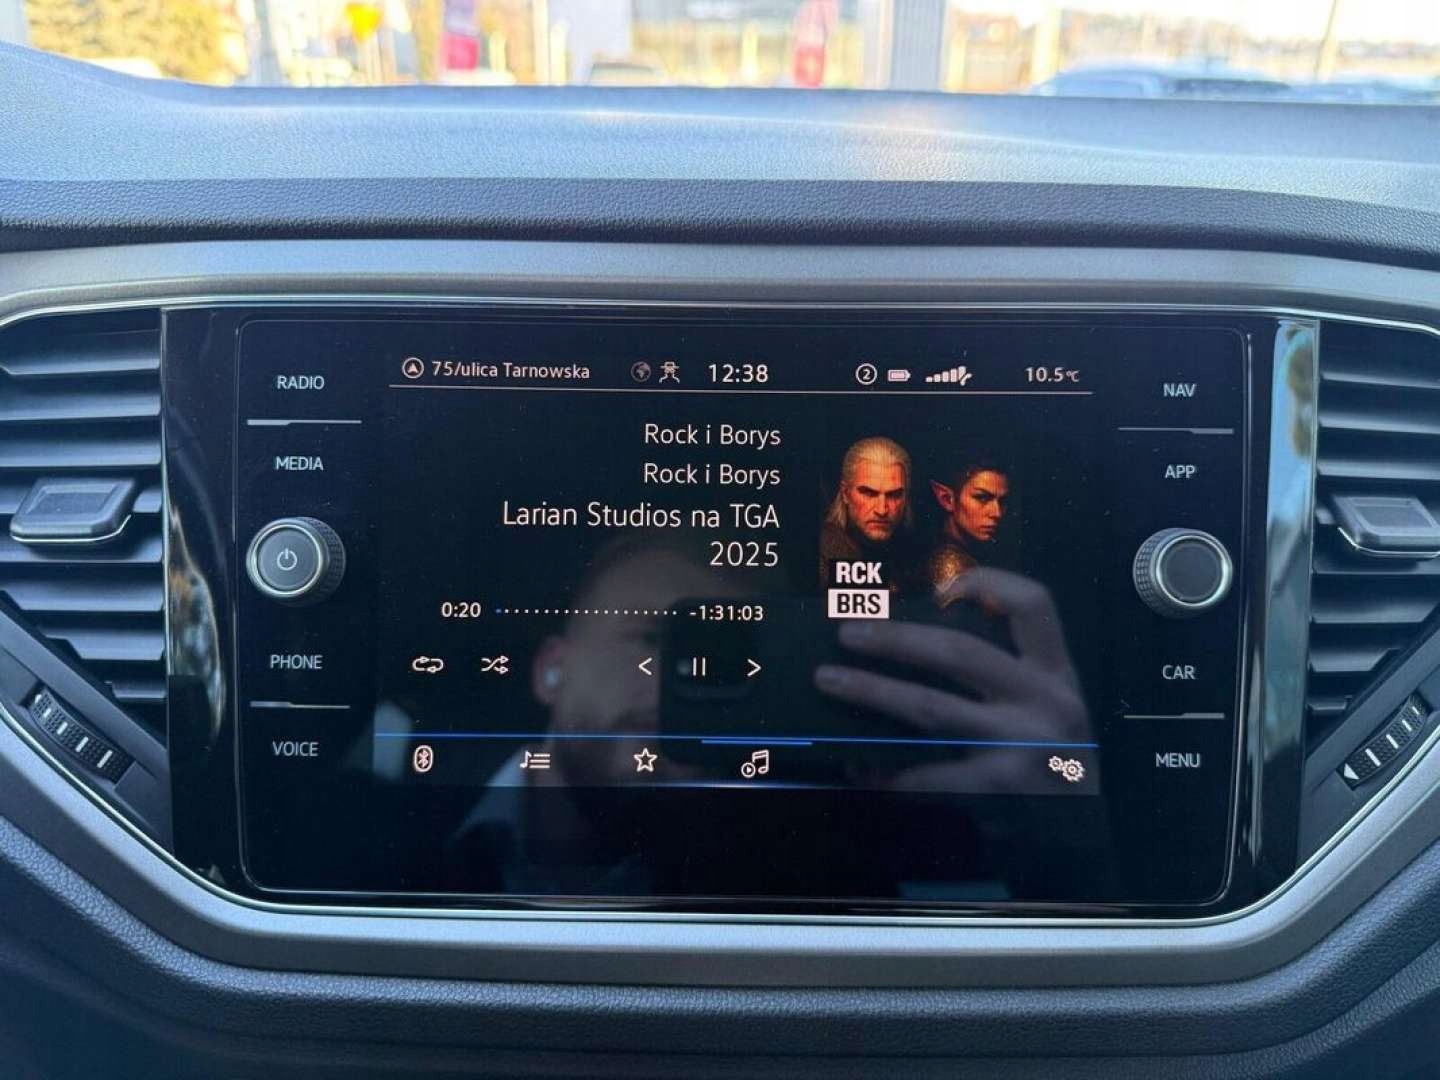 RADIO
MEDIA
PHONE
VOICE
75/ulica Tarnowska
12:38
2
10.5°C
Rock i Borys
Rock i Borys
Larian Studios na TGA
2025
0:20
-1:31:03
RCK
BRS
NAV
APP
CAR
MENU